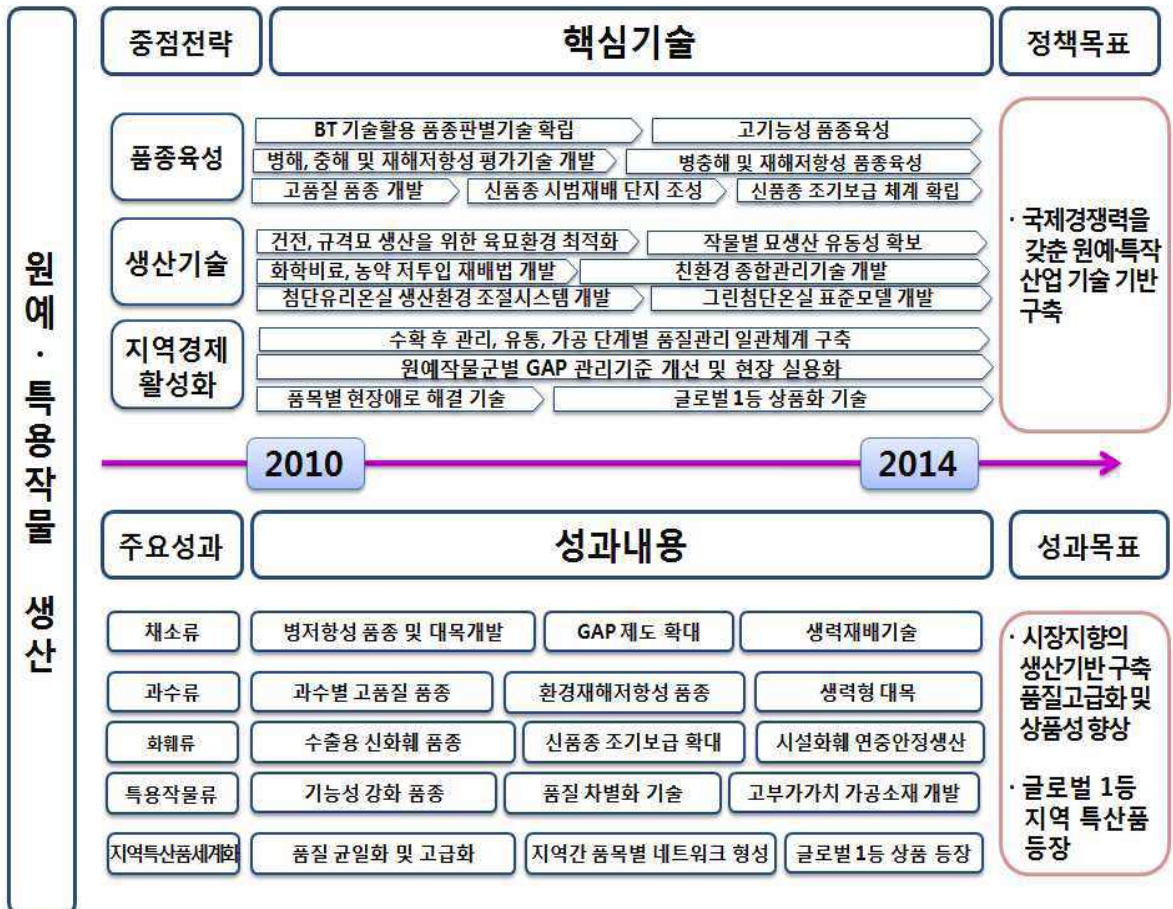 원예·특용작물 생산
중점전략
핵심기술
정책목표
품종육성
BT 기술활용 품종판별기술 확립
고기능성 품종육성
병해, 충해 및 재해저항성 평가기술 개발
병충해 및 재해저항성 품종육성
고품질 품종 개발
신품종 시범재배 단지 조성
신품종 조기보급 체계 확립
생산기술
건전, 규격묘 생산을 위한 육묘환경 최적화
작물별 묘생산 유동성 확보
화학비료, 농약 저투입 재배법 개발
친환경 종합관리기술 개발
첨단유리온실 생산환경 조절시스템 개발
그린첨단온실 표준모델 개발
지역경제
활성화
수확 후 관리, 유통, 가공 단계별 품질관리 일관체계 구축
원예작물군별 GAP 관리기준 개선 및 현장 실용화
품목별 현장애로 해결 기술
글로벌 1등 상품화 기술
· 국제경쟁력을
갖춘 원예·특작
산업 기술 기반
구축
2010
2014
주요성과
성과내용
성과목표
채소류
병저항성 품종 및 대목개발
GAP 제도 확대
생력재배기술
과수류
과수별 고품질 품종
환경재해저항성 품종
생력형 대목
화훼류
수출용 신화훼 품종
신품종 조기보급 확대
시설화훼 연중안정생산
특용작물류
기능성 강화 품종
품질 차별화 기술
고부가가치 가공소재 개발
지역특산품세계화
품질 균일화 및 고급화
지역간 품목별 네트워크 형성
글로벌 1등 상품 등장
· 시장지향의
생산기반 구축
품질고급화 및
상품성 향상
· 글로벌 1등
지역 특산품
등장